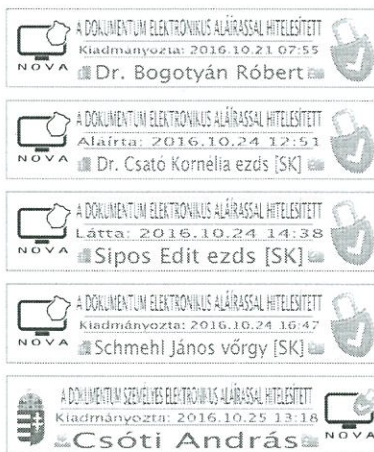 A DOKUMENTUM ELEKTRONIKUS ALÁÍRÁSSAL HITELESÍTETT
Kiadmányozta: 2016.10.21 07:55
NOVA
Dr. Bogotyán Róbert
A DOKUMENTUM ELEKTRONIKUS ALÁÍRÁSSAL HITELESÍTETT
Aláírta: 2016.10.24 12:51
NOVA
Dr. Csató Kornélia ezds [SK]
A DOKUMENTUM ELEKTRONIKUS ALÁÍRÁSSAL HITELESÍTETT
Látta: 2016.10.24 14:38
NOVA
Sipos Edit ezds [SK]
A DOKUMENTUM ELEKTRONIKUS ALÁÍRÁSSAL HITELESÍTETT
Kiadmányozta: 2016.10.24 16:47
NOVA
Schmehl János vőrgy [SK]
A DOKUMENTUM SZEMÉLYES ELEKTRONIKUS ALÁÍRÁSSAL HITELESÍTETT
Kiadmányozta: 2016.10.25 13:18
Csóti András
NOVA